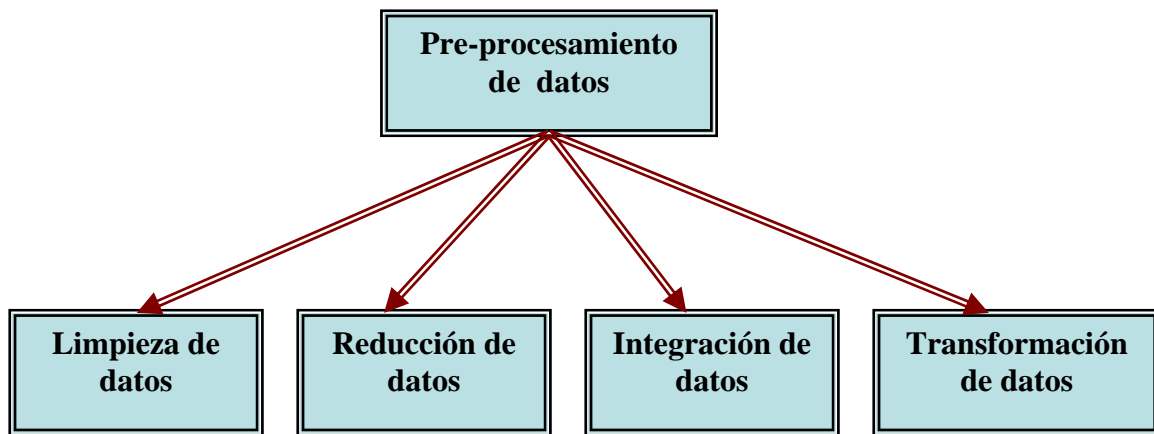 Pre-procesamiento
de datos
Limpieza de
datos
Reducción de
datos
Integración de
datos
Transformación
de datos